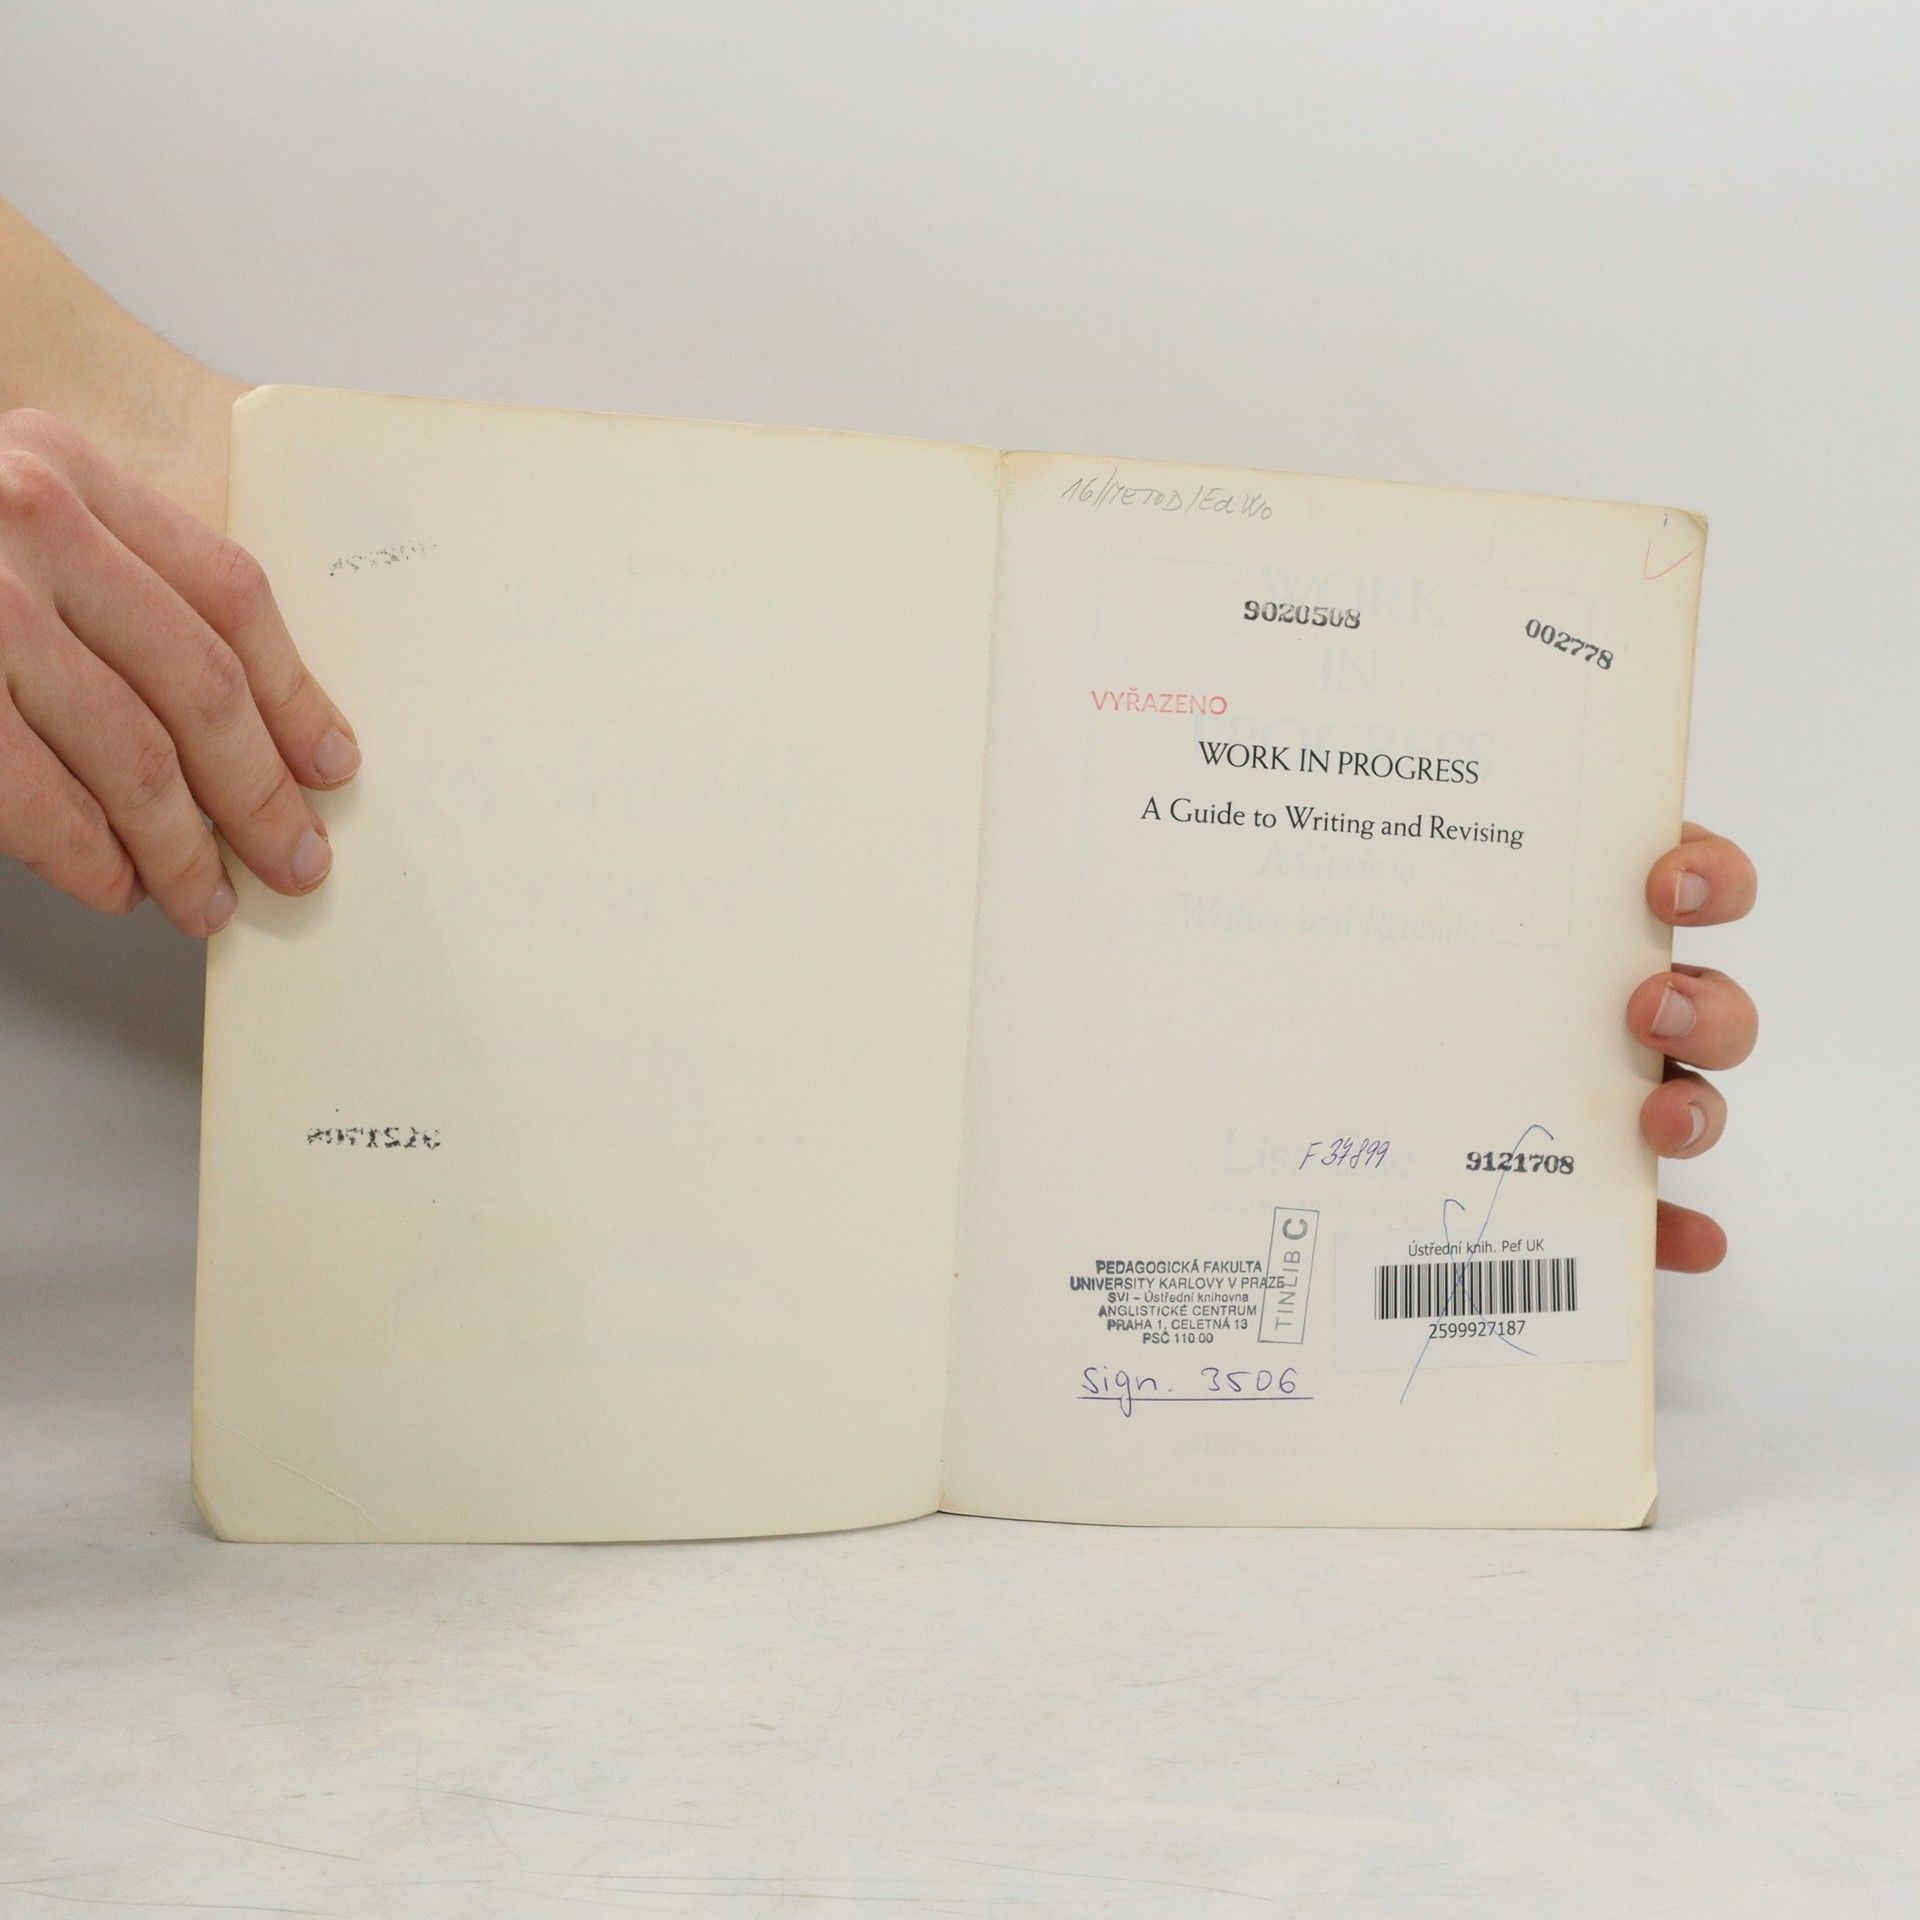 16/METOD/Ed Wo
9020508
002778
VYŘAZENO
WORK IN PROGRESS
A Guide to Writing and Revising
F 37899
9121708
9121708
TINLIB C
PEDAGOGICKÁ FAKULTA
UNIVERSITY KARLOVY V PRAZE
SVI - Ústřední knihovna
ANGLISTICKÉ CENTRUM
PRAHA 1, CELETNÁ 13
PSČ 110 00
Ústřední knih. Pef UK
2599927187
Sign. 3506